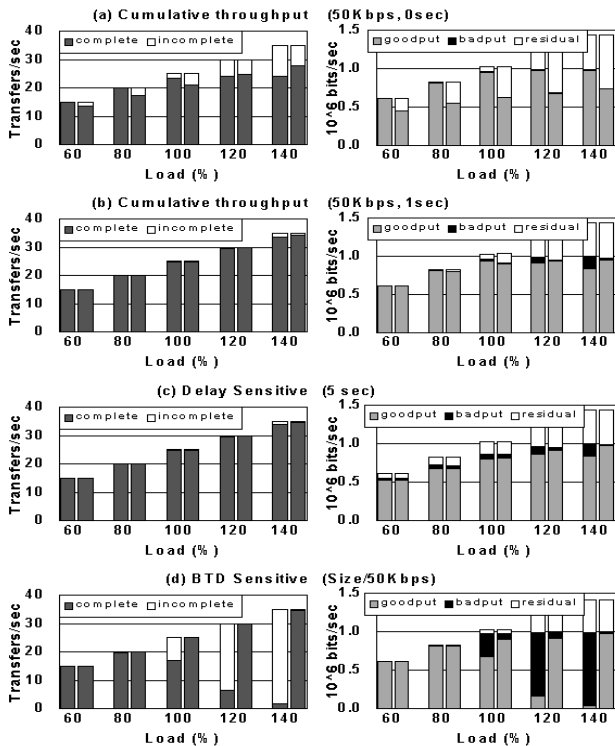 (a) Cumulative throughput (50Kbps, 0sec)
Transfers/sec
40
30
20
10
0
complete incomplete
60 80 100 120 140
Load (%)
10^6 bits/sec
1.5
1.0
0.5
0.0
goodput badput residual
60 80 100 120 140
Load (%)
(b) Cumulative throughput (50Kbps, 1sec)
Transfers/sec
40
30
20
10
0
complete incomplete
60 80 100 120 140
Load (%)
10^6 bits/sec
1.5
1.0
0.5
0.0
goodput badput residual
60 80 100 120 140
Load (%)
(c) Delay Sensitive (5 sec)
Transfers/sec
40
30
20
10
0
complete incomplete
60 80 100 120 140
Load (%)
10^6 bits/sec
1.5
1.0
0.5
0.0
goodput badput residual
60 80 100 120 140
Load (%)
(d) BTD Sensitive (Size/50Kbps)
Transfers/sec
40
30
20
10
0
complete incomplete
60 80 100 120 140
Load (%)
10^6 bits/sec
1.5
1.0
0.5
0.0
goodput badput residual
60 80 100 120 140
Load (%)